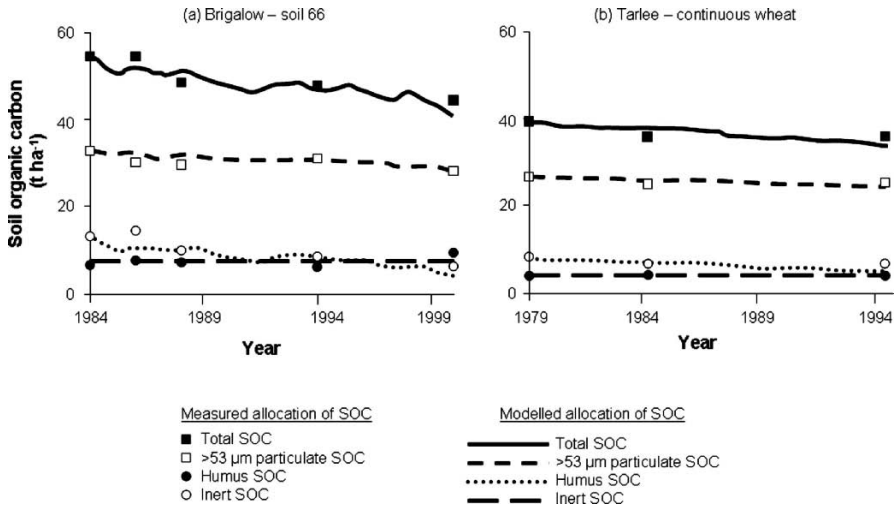 (a) Brigalow – soil 66
(b) Tarlee – continuous wheat
Soil organic carbon
(t ha-1)
60
40
20
0
1984
1989
1994
1999
Year
60
40
20
0
1979
1984
1989
1994
Year
Measured allocation of SOC
Total SOC
>53 µm particulate SOC
Humus SOC
Inert SOC
Modelled allocation of SOC
Total SOC
>53 µm particulate SOC
Humus SOC
Inert SOC